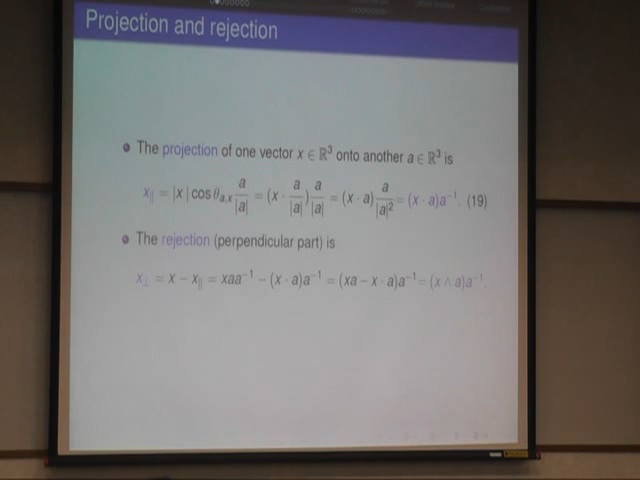 Projection and rejection
The projection of one vector x ∈ ℝ³ onto another a ∈ ℝ³ is
x∥ = |x| cos θa,x a/|a| = (x · a/|a|) a/|a| = (x · a) a/|a|² = (x · a)a⁻¹. (19)
The rejection (perpendicular part) is
x⊥ = x − x∥ = xaa⁻¹ − (x · a)a⁻¹ = (xa − x · a)a⁻¹ = (x ∧ a)a⁻¹.